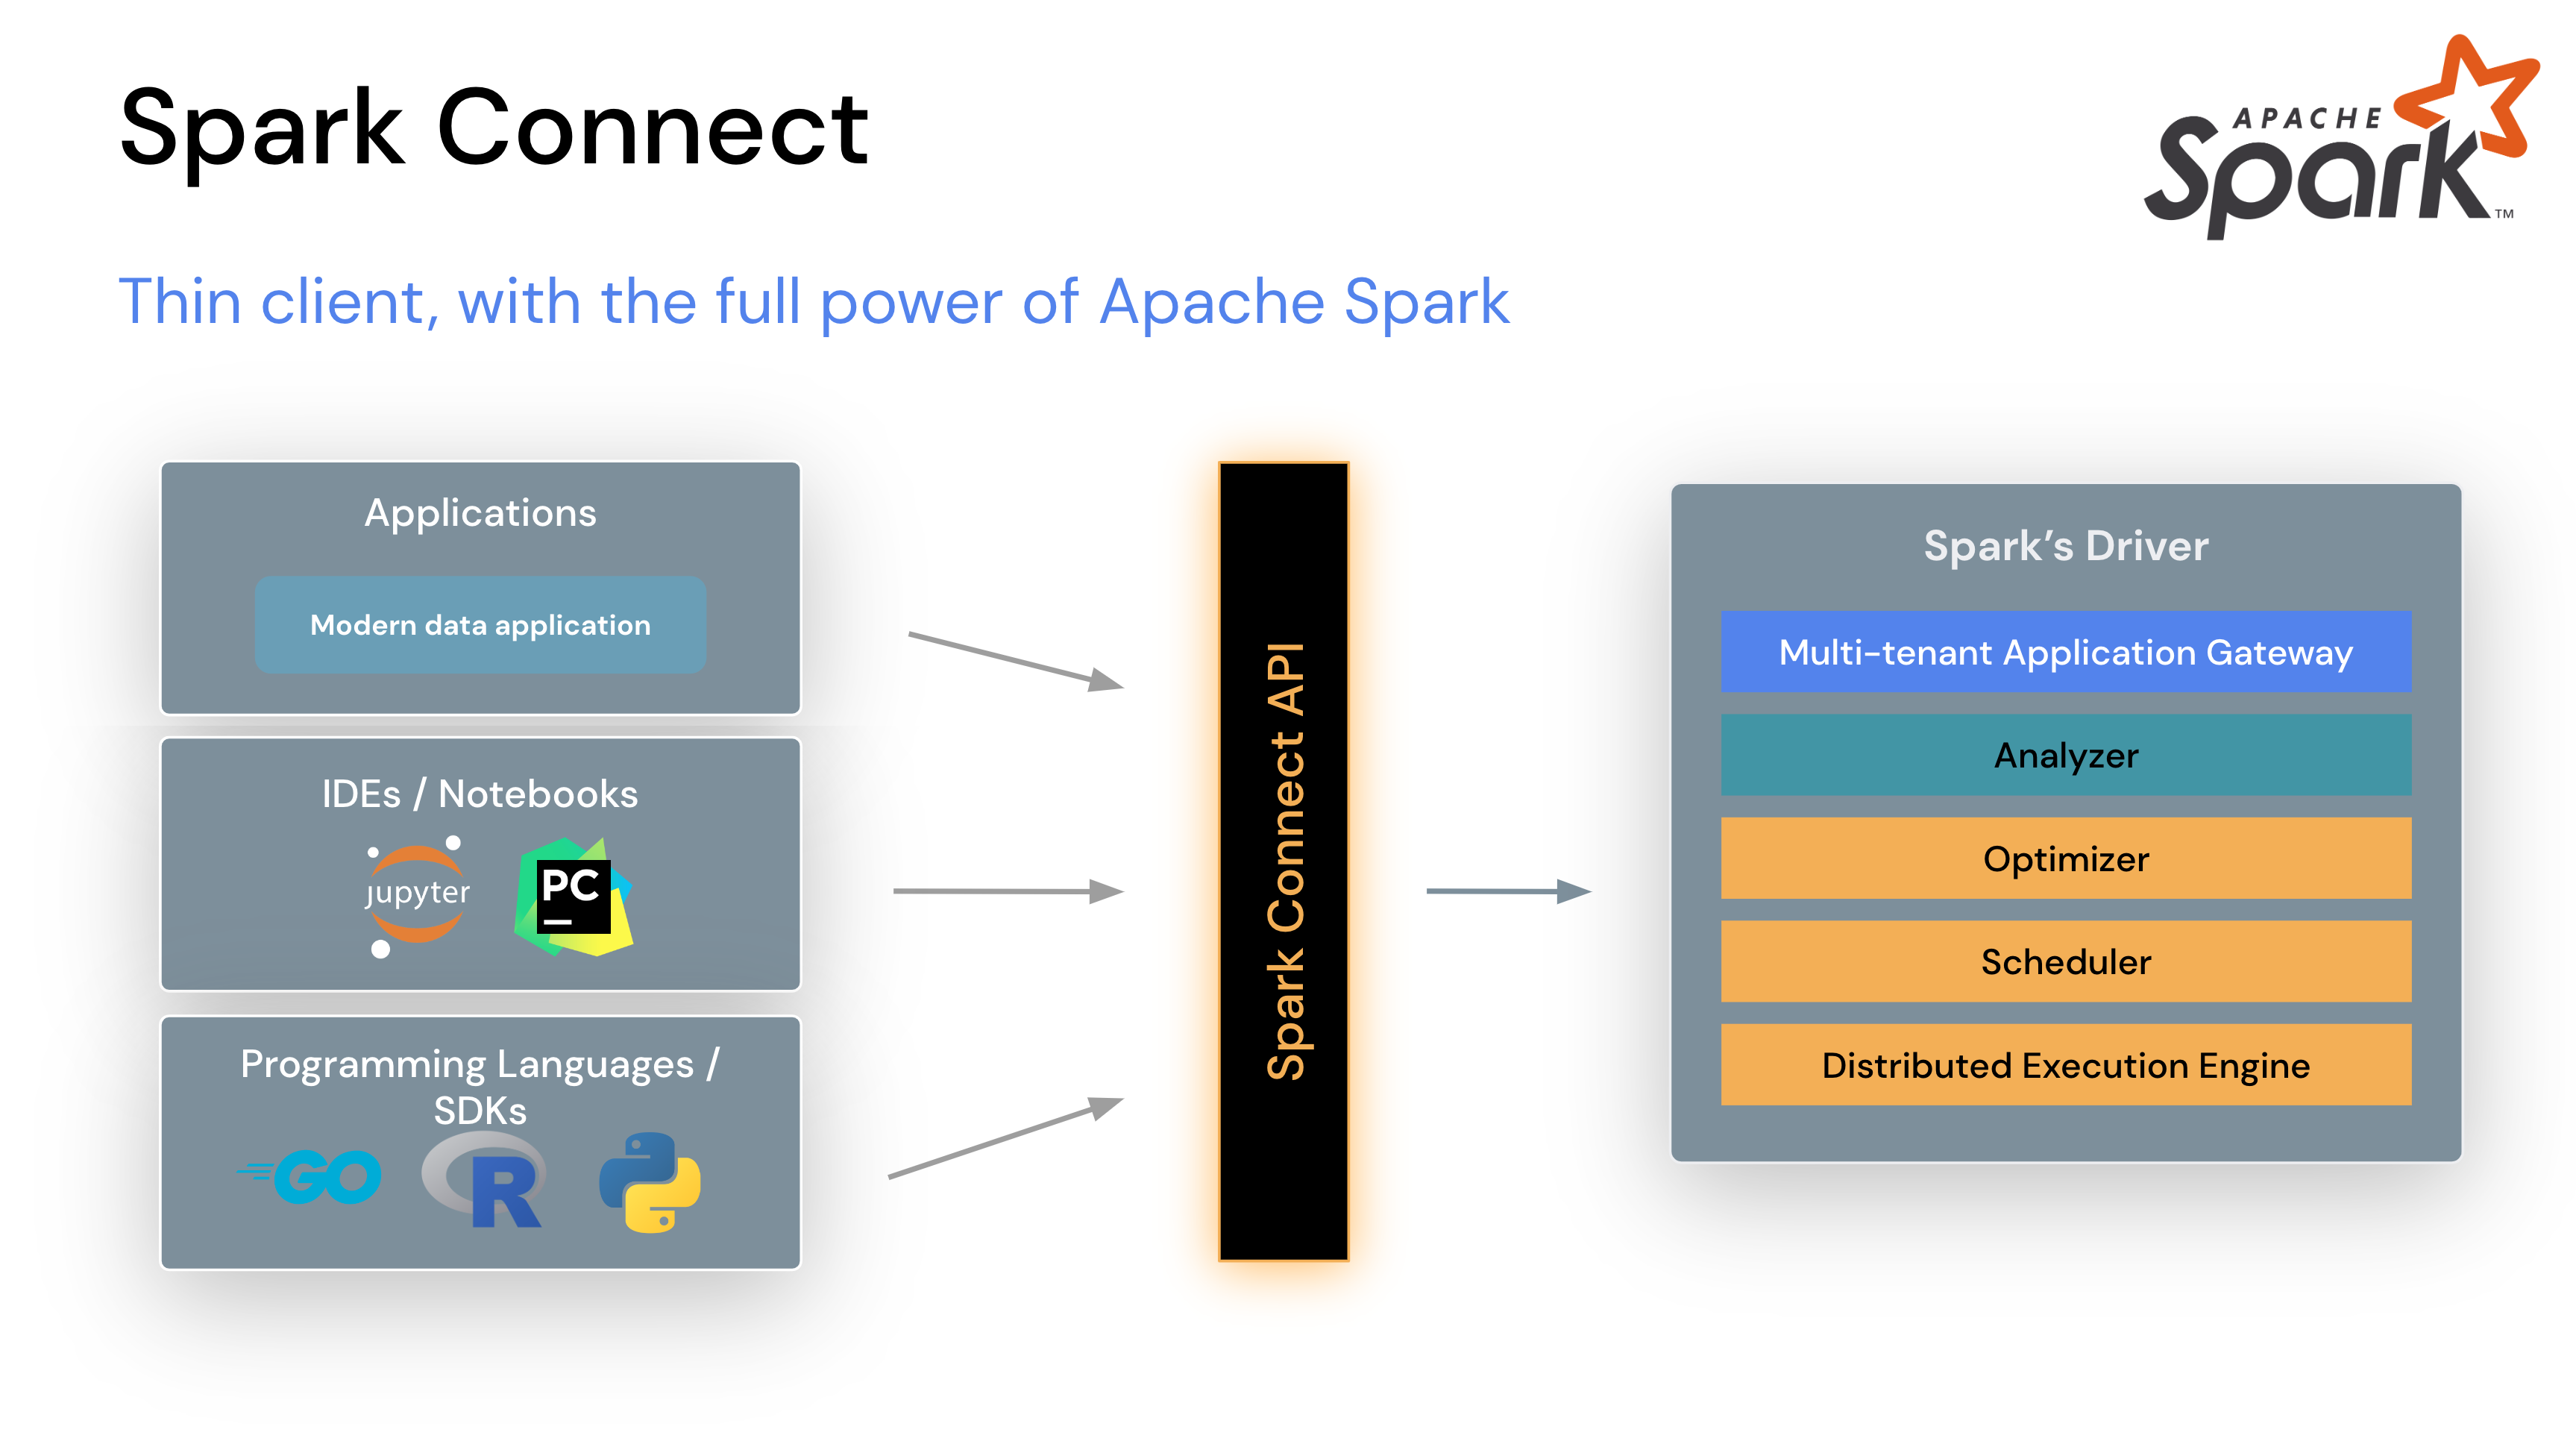 Spark Connect
APACHE
Spark™
Thin client, with the full power of Apache Spark
Applications
Modern data application
IDEs / Notebooks
jupyter
PC
Programming Languages /
SDKs
GO
R
Spark Connect API
Spark’s Driver
Multi-tenant Application Gateway
Analyzer
Optimizer
Scheduler
Distributed Execution Engine